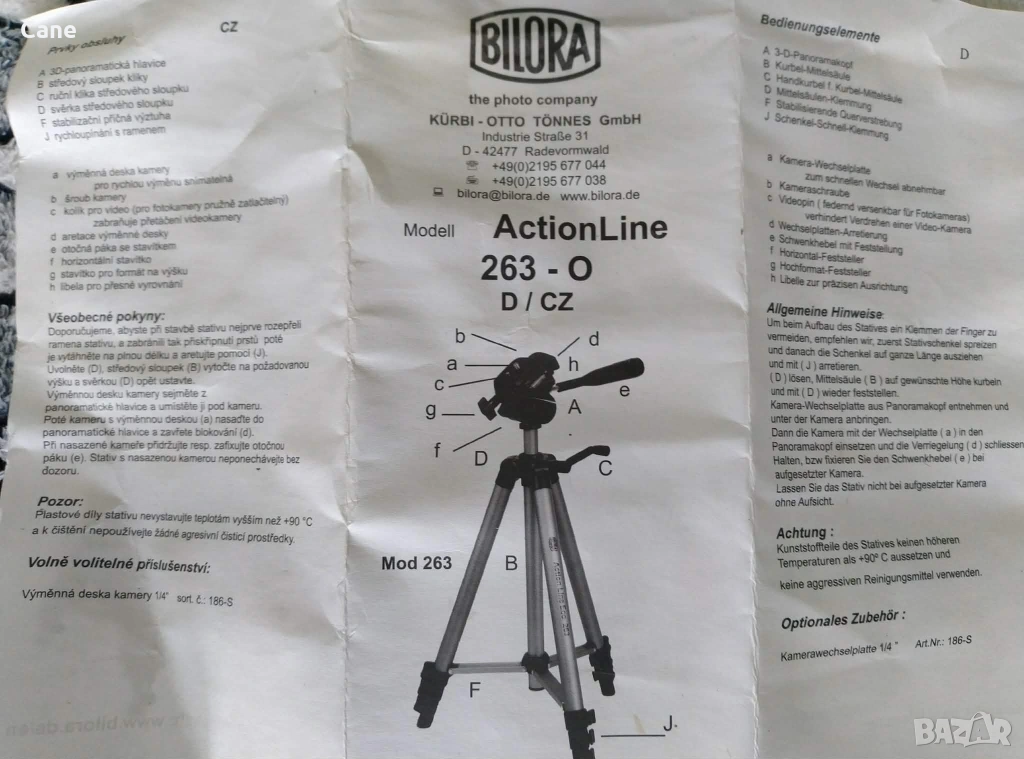 Cane
CZ
Prvky obsluhy
A 3D-panoramatická hlavice
B středový sloupek kliky
C ruční klika středového sloupku
D svěrka středového sloupku
F stabilizační příčná výztuha
J rychloupínání s ramenem
a výměnná deska kamery
pro rychlou výměnu snímatelná
b šroub kamery
c kolík pro video (pro fotokamery pružně zatlačitelný)
zabraňuje přetáčení videokamery
d aretace výměnné desky
e otočná páka se stavítkem
f horizontální stavítko
g stavítko pro formát na výšku
h libela pro přesné vyrovnání
Všeobecné pokyny:
Doporučujeme, abyste při stavbě stativu nejprve rozepřeli
ramena stativu, a zabránili tak přiskřípnutí prstů poté
je vytáhněte na plnou délku a aretujte pomocí (J).
Uvolněte (D), středový sloupek (B) vytočte na požadovanou
výšku a svěrku (D) opět ustavte.
Výměnnou desku kamery sejměte z
panoramatické hlavice a umístěte ji pod kameru.
Poté kameru s výměnnou deskou (a) nasaďte do
panoramatické hlavice a zavřete blokování (d).
Při nasazené kameře přidržujte resp. zafixujte otočnou
páku (e). Stativ s nasazenou kamerou neponechávejte bez
dozoru.
Pozor:
Plastové díly stativu nevystavujte teplotám vyšším než +90 °C
a k čištění nepoužívejte žádné agresivní čisticí prostředky.
Volně volitelné příslušenství:
Výměnná deska kamery 1/4" sort. č.: 186-S
BILORA
the photo company
KÜRBI - OTTO TÖNNES GmbH
Industrie Straße 31
D - 42477 Radevormwald
+49(0)2195 677 044
+49(0)2195 677 038
bilora@bilora.de www.bilora.de
Modell ActionLine
263 - O
D / CZ
b
d
a
h
c
e
g
A
f
D
C
Mod 263
B
F
J
Bedienungselemente
D
A 3-D-Panoramakopf
B Kurbel-Mittelsäule
C Handkurbel f. Kurbel-Mittelsäule
D Mittelsäulen-Klemmung
F Stabilisierende Querverstrebung
J Schenkel-Schnell-Klemmung
a Kamera-Wechselplatte
zum schnellen Wechsel abnehmbar
b Kameraschraube
c Videopin ( federnd versenkbar für Fotokameras)
verhindert Verdrehen einer Video-Kamera
d Wechselplatten-Arretierung
e Schwenkhebel mit Feststellung
f Horizontal-Feststeller
g Hochformat-Feststeller
h Libelle zur präzisen Ausrichtung
Allgemeine Hinweise:
Um beim Aufbau des Statives ein Klemmen der Finger zu
vermeiden, empfehlen wir, zuerst Stativschenkel spreizen
und danach die Schenkel auf ganze Länge ausziehen
und mit ( J ) arretieren.
( D ) lösen, Mittelsäule ( B ) auf gewünschte Höhe kurbeln
und mit ( D ) wieder feststellen.
Kamera-Wechselplatte aus Panoramakopf entnehmen und
unter der Kamera anbringen.
Dann die Kamera mit der Wechselplatte ( a ) in den
Panoramakopf einsetzen und die Verriegelung ( d ) schliessen
Halten, bzw fixieren Sie den Schwenkhebel ( e ) bei
aufgesetzter Kamera.
Lassen Sie das Stativ nicht bei aufgesetzter Kamera
ohne Aufsicht.
Achtung :
Kunststoffteile des Statives keinen höheren
Temperaturen als +90º C aussetzen und
keine aggressiven Reinigungsmittel verwenden.
Optionales Zubehör :
Kamerawechselplatte 1/4 " Art.Nr.: 186-S
BAZAR